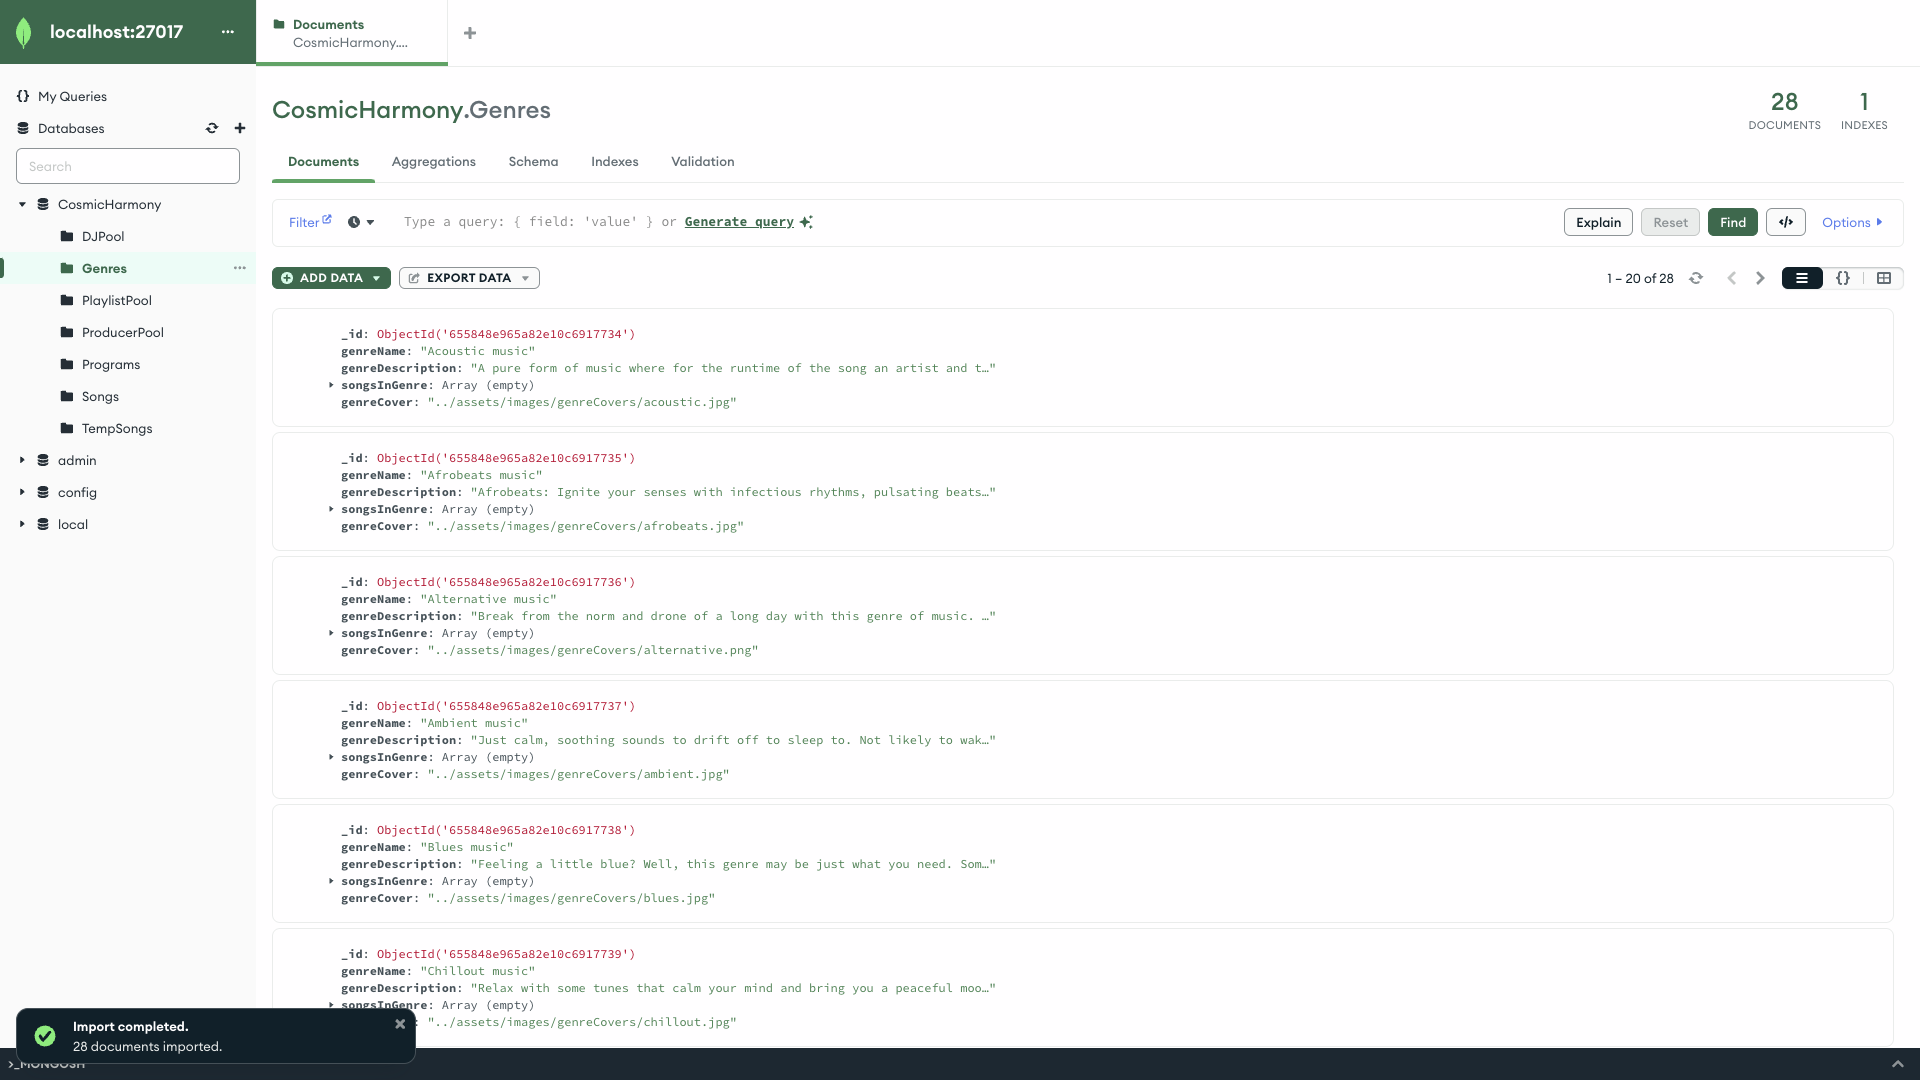 localhost:27017
Documents
CosmicHarmony....
My Queries
Databases
Search
CosmicHarmony
DJPool
Genres
PlaylistPool
ProducerPool
Programs
Songs
TempSongs
admin
config
local
CosmicHarmony.Genres
28
DOCUMENTS
1
INDEXES
Documents Aggregations Schema Indexes Validation
Filter Type a query: { field: 'value' } or Generate query Explain Reset Find </> Options
ADD DATA EXPORT DATA 1 – 20 of 28 {}
_id: ObjectId('655848e965a82e10c6917734')
genreName: "Acoustic music"
genreDescription: "A pure form of music where for the runtime of the song an artist and t…"
songsInGenre: Array (empty)
genreCover: "../assets/images/genreCovers/acoustic.jpg"
_id: ObjectId('655848e965a82e10c6917735')
genreName: "Afrobeats music"
genreDescription: "Afrobeats: Ignite your senses with infectious rhythms, pulsating beats…"
songsInGenre: Array (empty)
genreCover: "../assets/images/genreCovers/afrobeats.jpg"
_id: ObjectId('655848e965a82e10c6917736')
genreName: "Alternative music"
genreDescription: "Break from the norm and drone of a long day with this genre of music. …"
songsInGenre: Array (empty)
genreCover: "../assets/images/genreCovers/alternative.png"
_id: ObjectId('655848e965a82e10c6917737')
genreName: "Ambient music"
genreDescription: "Just calm, soothing sounds to drift off to sleep to. Not likely to wak…"
songsInGenre: Array (empty)
genreCover: "../assets/images/genreCovers/ambient.jpg"
_id: ObjectId('655848e965a82e10c6917738')
genreName: "Blues music"
genreDescription: "Feeling a little blue? Well, this genre may be just what you need. Som…"
songsInGenre: Array (empty)
genreCover: "../assets/images/genreCovers/blues.jpg"
_id: ObjectId('655848e965a82e10c6917739')
genreName: "Chillout music"
genreDescription: "Relax with some tunes that calm your mind and bring you a peaceful moo…"
songsInGenre: Array (empty)
: "../assets/images/genreCovers/chillout.jpg"
Import completed.
28 documents imported.
>_MONGOSH